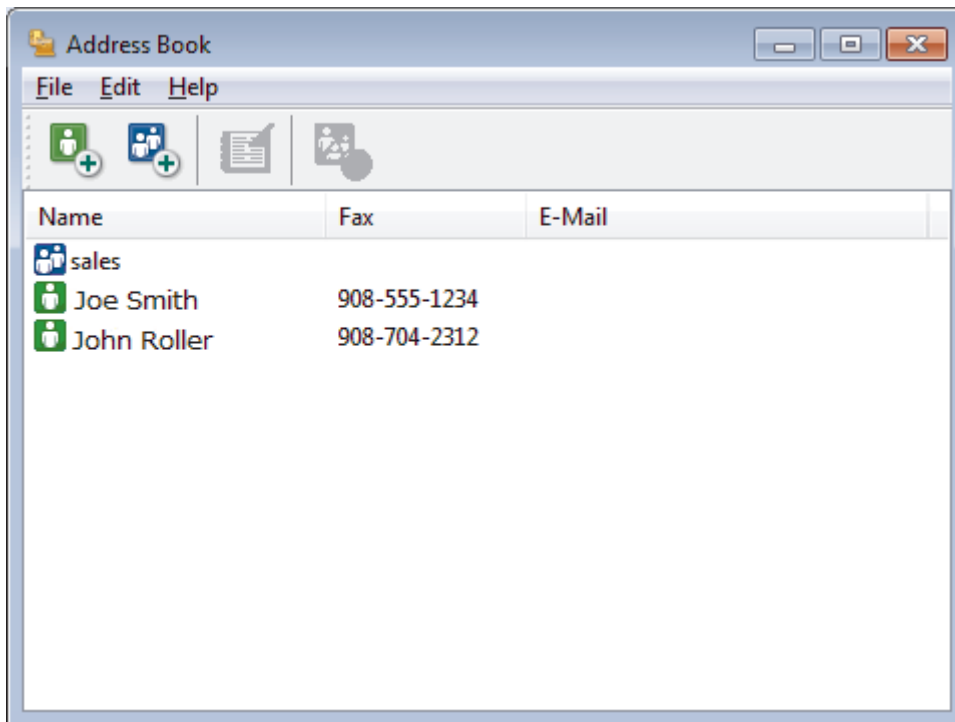 Address Book
File Edit Help
Name Fax E-Mail
sales
Joe Smith 908-555-1234
John Roller 908-704-2312